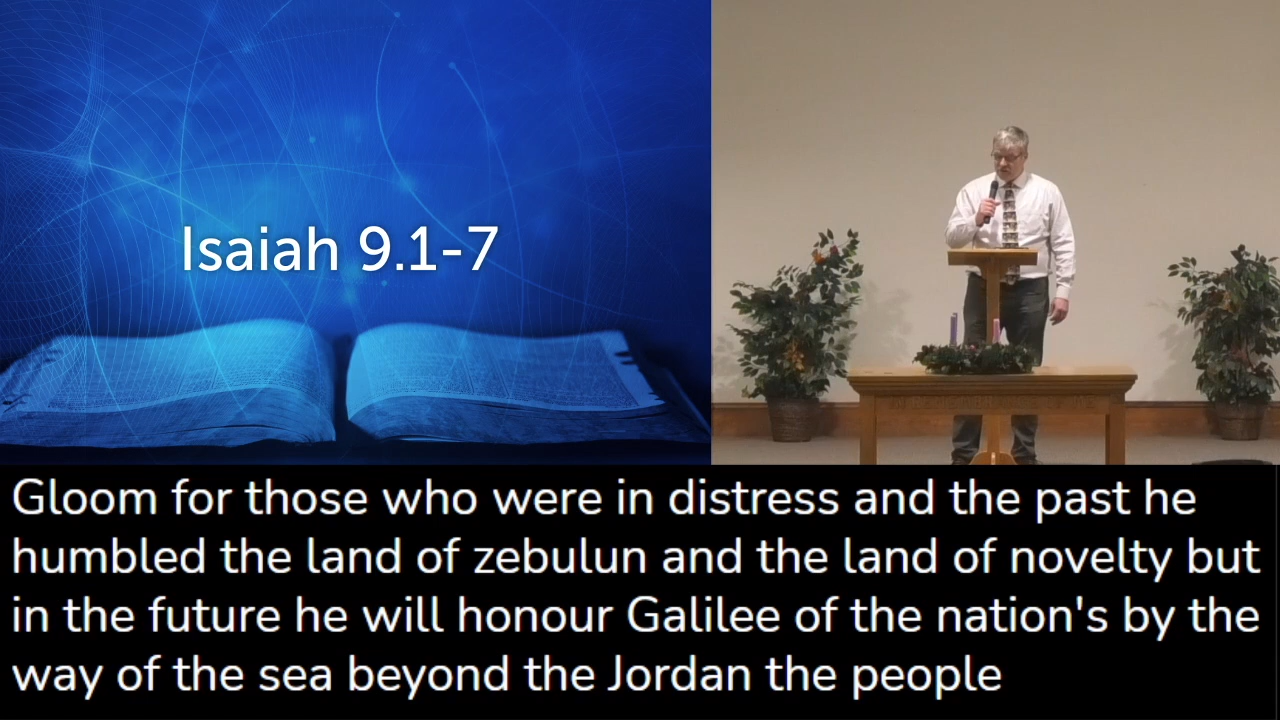 Isaiah 9.1-7
Gloom for those who were in distress and the past he
humbled the land of zebulun and the land of novelty but
in the future he will honour Galilee of the nation's by the
way of the sea beyond the Jordan the people